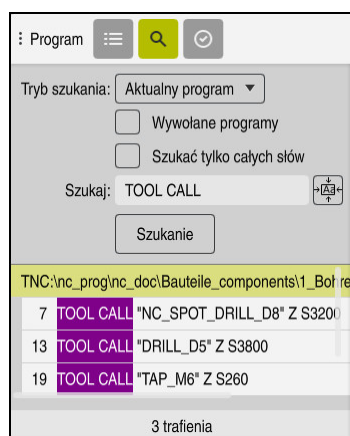 Program
Tryb szukania: Aktualny program
Wywołane programy
Szukać tylko całych słów
Szukaj: TOOL CALL
Szukanie
TNC:\nc_prog\nc_doc\Bauteile_components\1_Bohre
7 TOOL CALL "NC_SPOT_DRILL_D8" Z S3200
13 TOOL CALL "DRILL_D5" Z S3800
19 TOOL CALL "TAP_M6" Z S260
3 trafienia